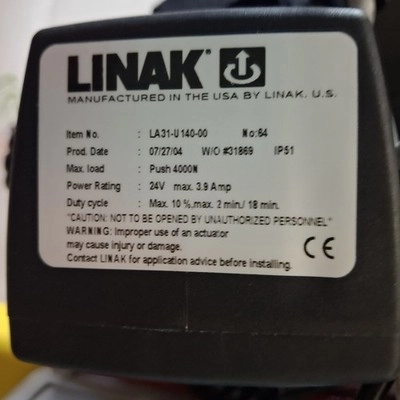 LINAK®
MANUFACTURED IN THE USA BY LINAK. U.S.
Item No. : LA31-U140-00 No:64
Prod. Date : 07/27/04 W/O #31869 IP51
Max. load : Push 4000N
Power Rating : 24V max. 3.9 Amp
Duty cycle : Max. 10 %.max. 2 min./ 18 min.
"CAUTION: NOT TO BE OPENED BY UNAUTHORIZED PERSONNEL"
WARNING: Improper use of an actuator
may cause injury or damage.
Contact LINAK for application advice before installing.
CE